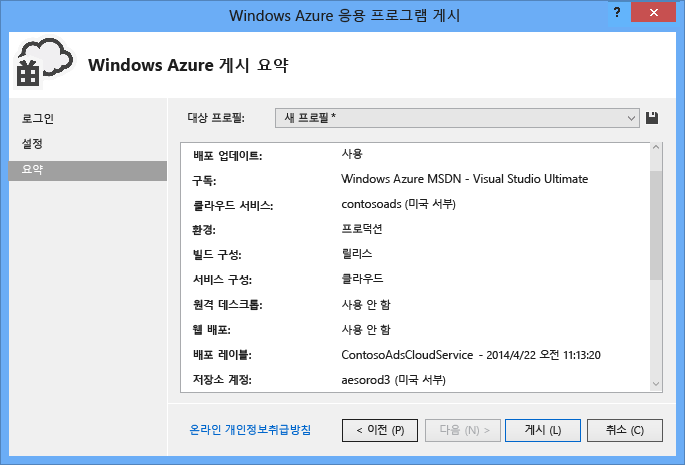 Windows Azure 응용 프로그램 게시
?
Windows Azure 게시 요약
로그인
설정
요약
대상 프로필: 새 프로필 *
배포 업데이트: 사용
구독: Windows Azure MSDN - Visual Studio Ultimate
클라우드 서비스: contosoads (미국 서부)
환경: 프로덕션
빌드 구성: 릴리스
서비스 구성: 클라우드
원격 데스크톱: 사용 안 함
웹 배포: 사용 안 함
배포 레이블: ContosoAdsCloudService - 2014/4/22 오전 11:13:20
저장소 계정: aesorod3 (미국 서부)
온라인 개인정보취급방침 < 이전 (P) 다음 (N) > 게시 (L) 취소 (C)